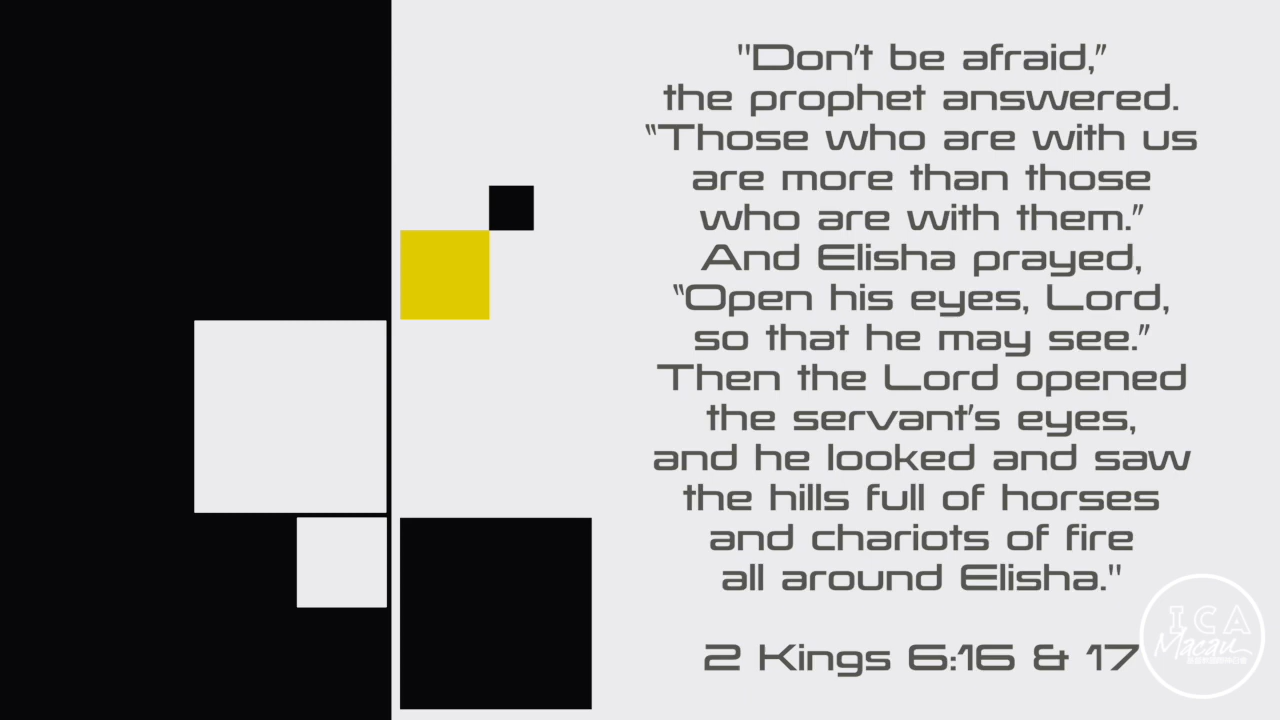 "Don't be afraid,”
the prophet answered.
“Those who are with us
are more than those
who are with them.”
And Elisha prayed,
“Open his eyes, Lord,
so that he may see.”
Then the Lord opened
the servant's eyes,
and he looked and saw
the hills full of horses
and chariots of fire
all around Elisha."
2 Kings 6:16 & 17
ICA
Macau